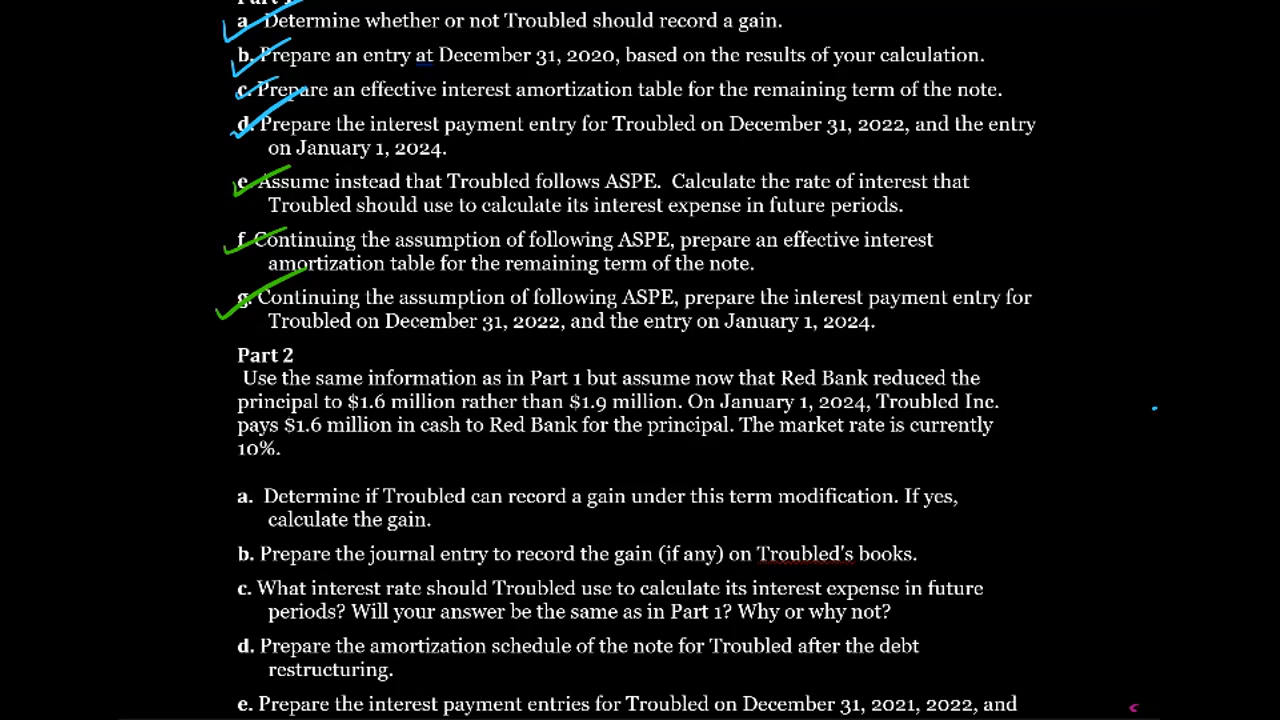 Part 1
a. Determine whether or not Troubled should record a gain.
b. Prepare an entry at December 31, 2020, based on the results of your calculation.
c. Prepare an effective interest amortization table for the remaining term of the note.
d. Prepare the interest payment entry for Troubled on December 31, 2022, and the entry
on January 1, 2024.
e. Assume instead that Troubled follows ASPE.  Calculate the rate of interest that
Troubled should use to calculate its interest expense in future periods.
f. Continuing the assumption of following ASPE, prepare an effective interest
amortization table for the remaining term of the note.
g. Continuing the assumption of following ASPE, prepare the interest payment entry for
Troubled on December 31, 2022, and the entry on January 1, 2024.
Part 2
Use the same information as in Part 1 but assume now that Red Bank reduced the
principal to $1.6 million rather than $1.9 million. On January 1, 2024, Troubled Inc.
pays $1.6 million in cash to Red Bank for the principal. The market rate is currently
10%.
a.  Determine if Troubled can record a gain under this term modification. If yes,
calculate the gain.
b. Prepare the journal entry to record the gain (if any) on Troubled's books.
c. What interest rate should Troubled use to calculate its interest expense in future
periods? Will your answer be the same as in Part 1? Why or why not?
d. Prepare the amortization schedule of the note for Troubled after the debt
restructuring.
e. Prepare the interest payment entries for Troubled on December 31, 2021, 2022, and